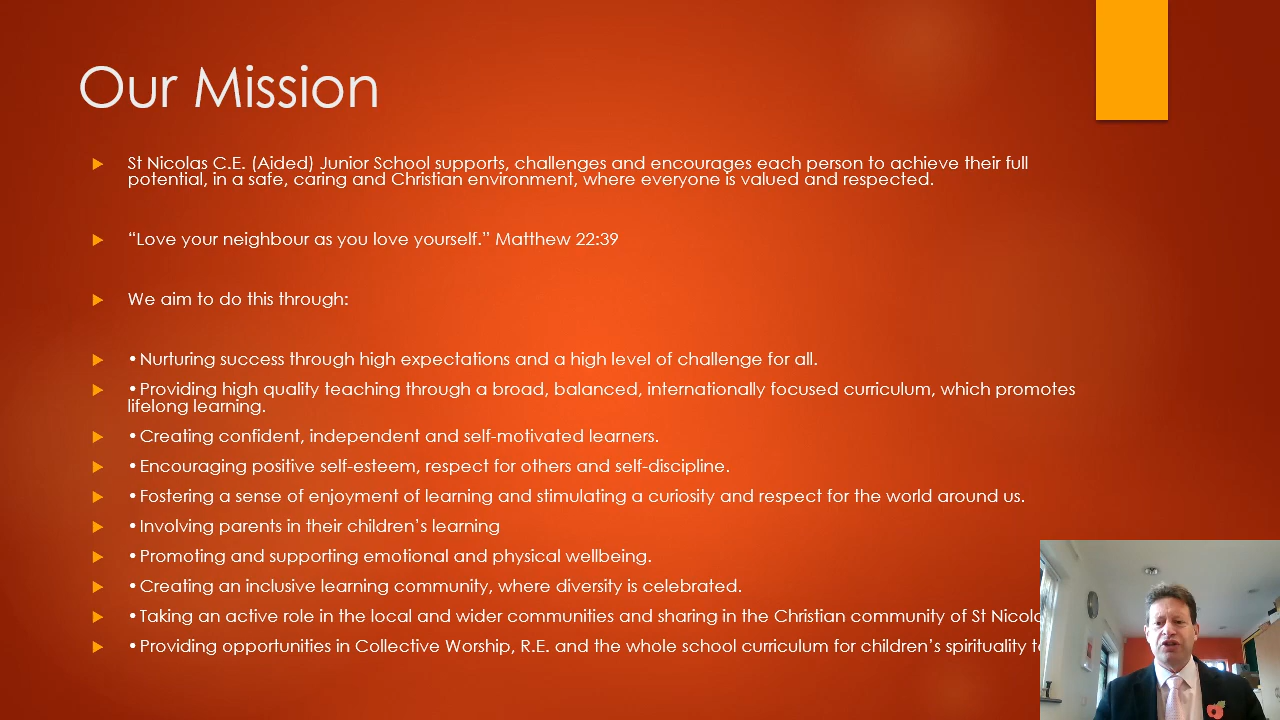 Our Mission
St Nicolas C.E. (Aided) Junior School supports, challenges and encourages each person to achieve their full
potential, in a safe, caring and Christian environment, where everyone is valued and respected.
“Love your neighbour as you love yourself.” Matthew 22:39
We aim to do this through:
• Nurturing success through high expectations and a high level of challenge for all.
• Providing high quality teaching through a broad, balanced, internationally focused curriculum, which promotes
lifelong learning.
• Creating confident, independent and self-motivated learners.
• Encouraging positive self-esteem, respect for others and self-discipline.
• Fostering a sense of enjoyment of learning and stimulating a curiosity and respect for the world around us.
• Involving parents in their children’s learning
• Promoting and supporting emotional and physical wellbeing.
• Creating an inclusive learning community, where diversity is celebrated.
• Taking an active role in the local and wider communities and sharing in the Christian community of St
• Providing opportunities in Collective Worship, R.E. and the whole school curriculum for children’s spirituality